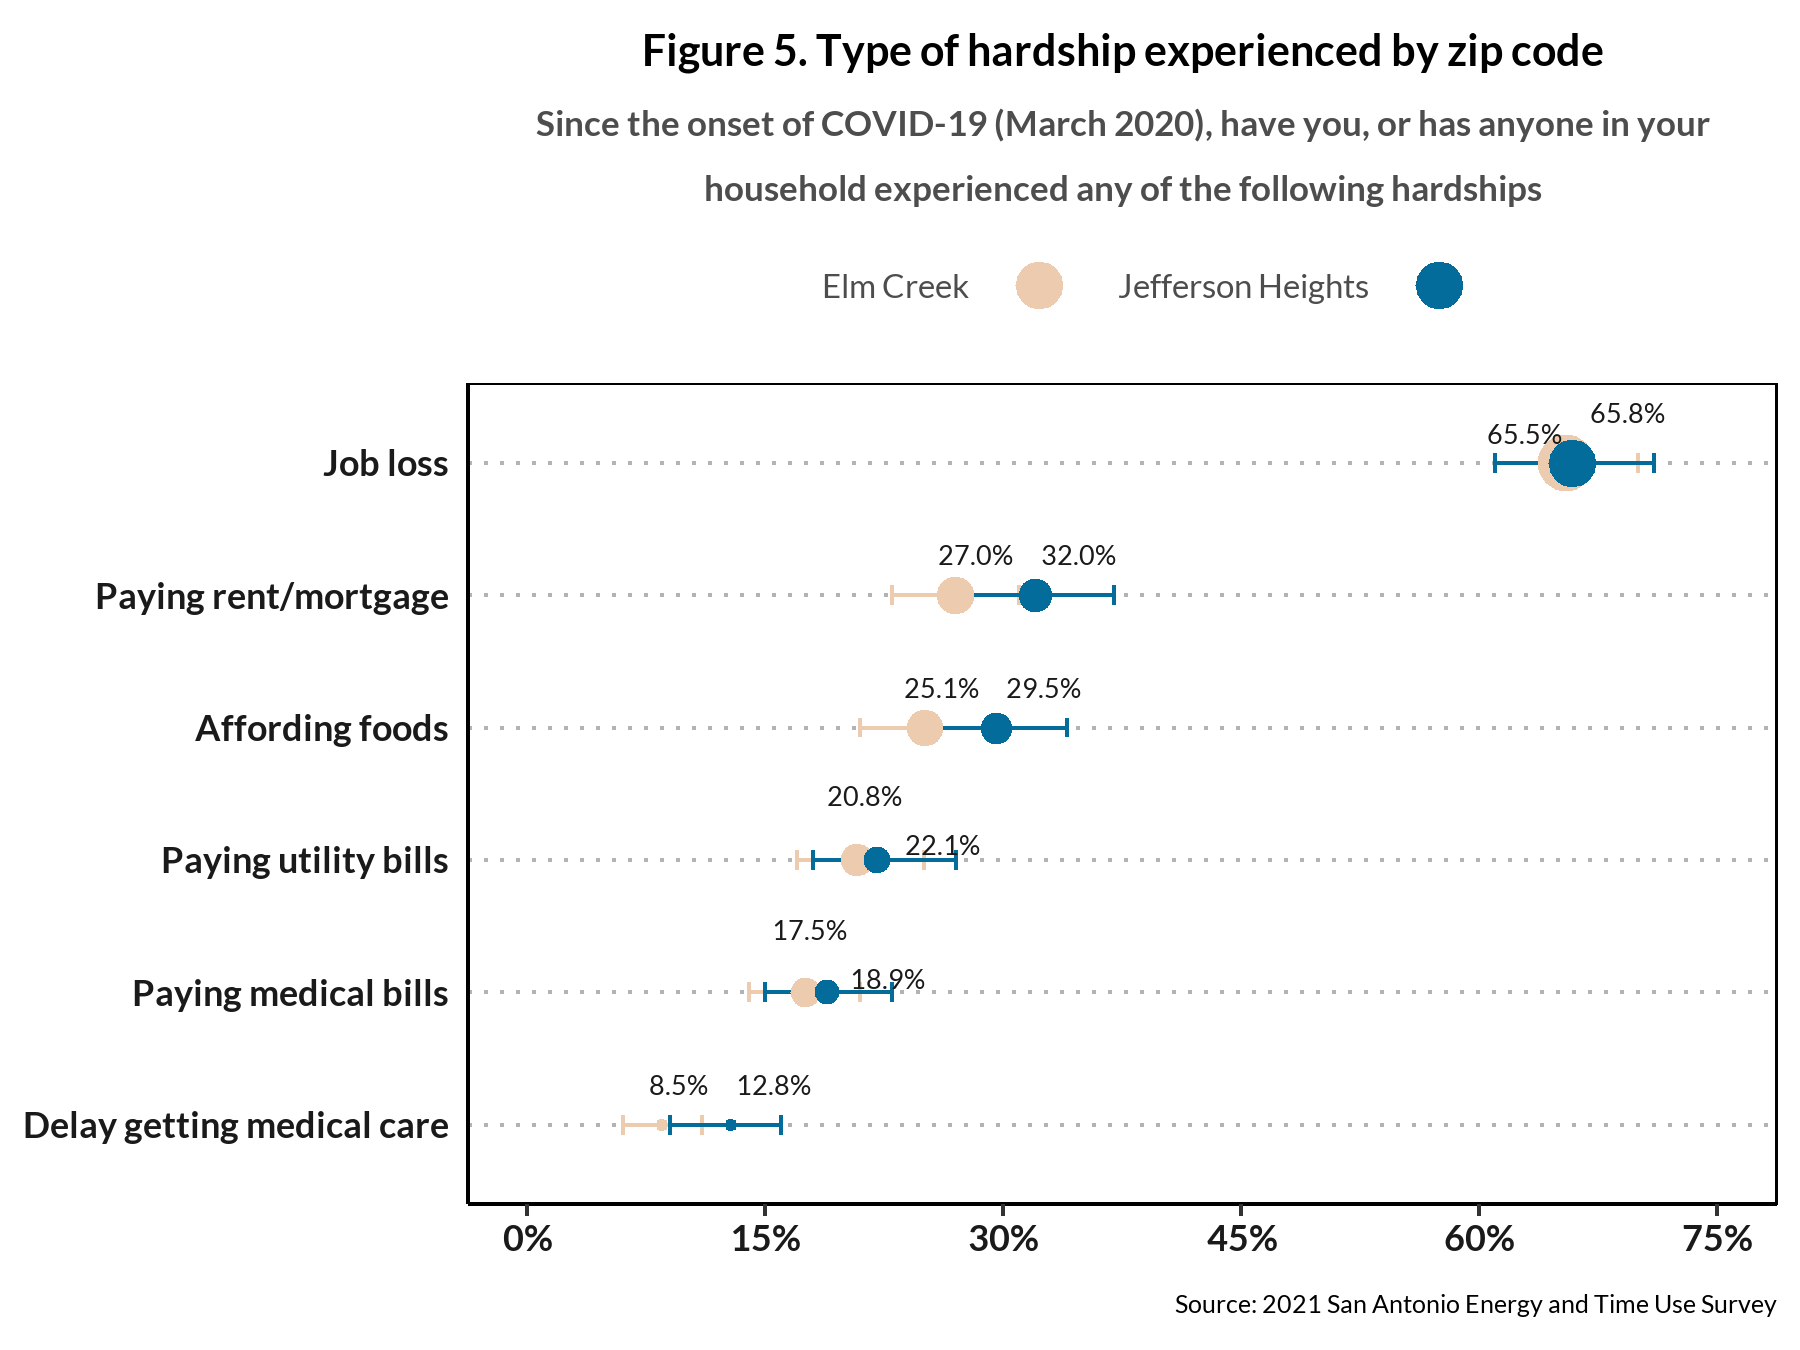 Figure 5. Type of hardship experienced by zip code
Since the onset of COVID-19 (March 2020), have you, or has anyone in your
household experienced any of the following hardships
Elm Creek Jefferson Heights
65.8%
65.5%
Job loss
27.0% 32.0%
Paying rent/mortgage
25.1% 29.5%
Affording foods
20.8%
22.1%
Paying utility bills
17.5%
18.9%
Paying medical bills
8.5% 12.8%
Delay getting medical care
0% 15% 30% 45% 60% 75%
Source: 2021 San Antonio Energy and Time Use Survey